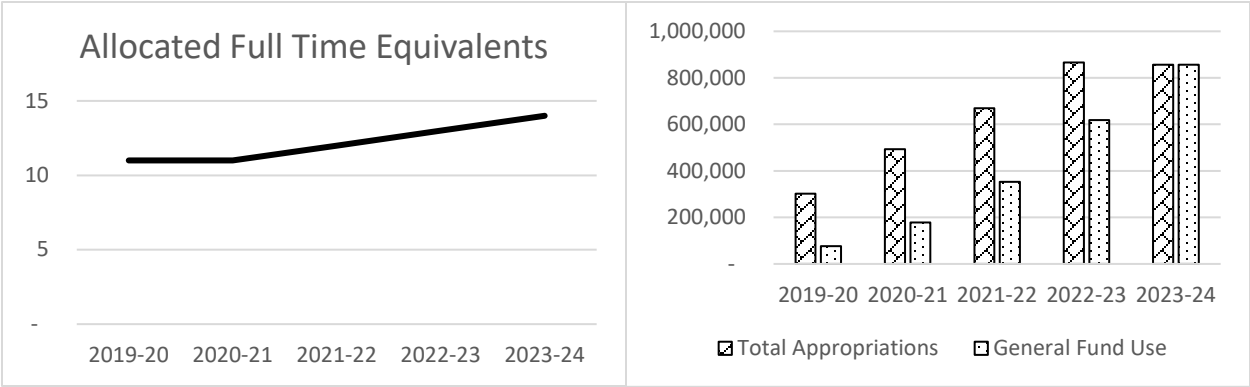 Allocated Full Time Equivalents
15
10
5
-
2019-20 2020-21 2021-22 2022-23 2023-24
1,000,000
800,000
600,000
400,000
200,000
-
2019-20 2020-21 2021-22 2022-23 2023-24
Total Appropriations General Fund Use